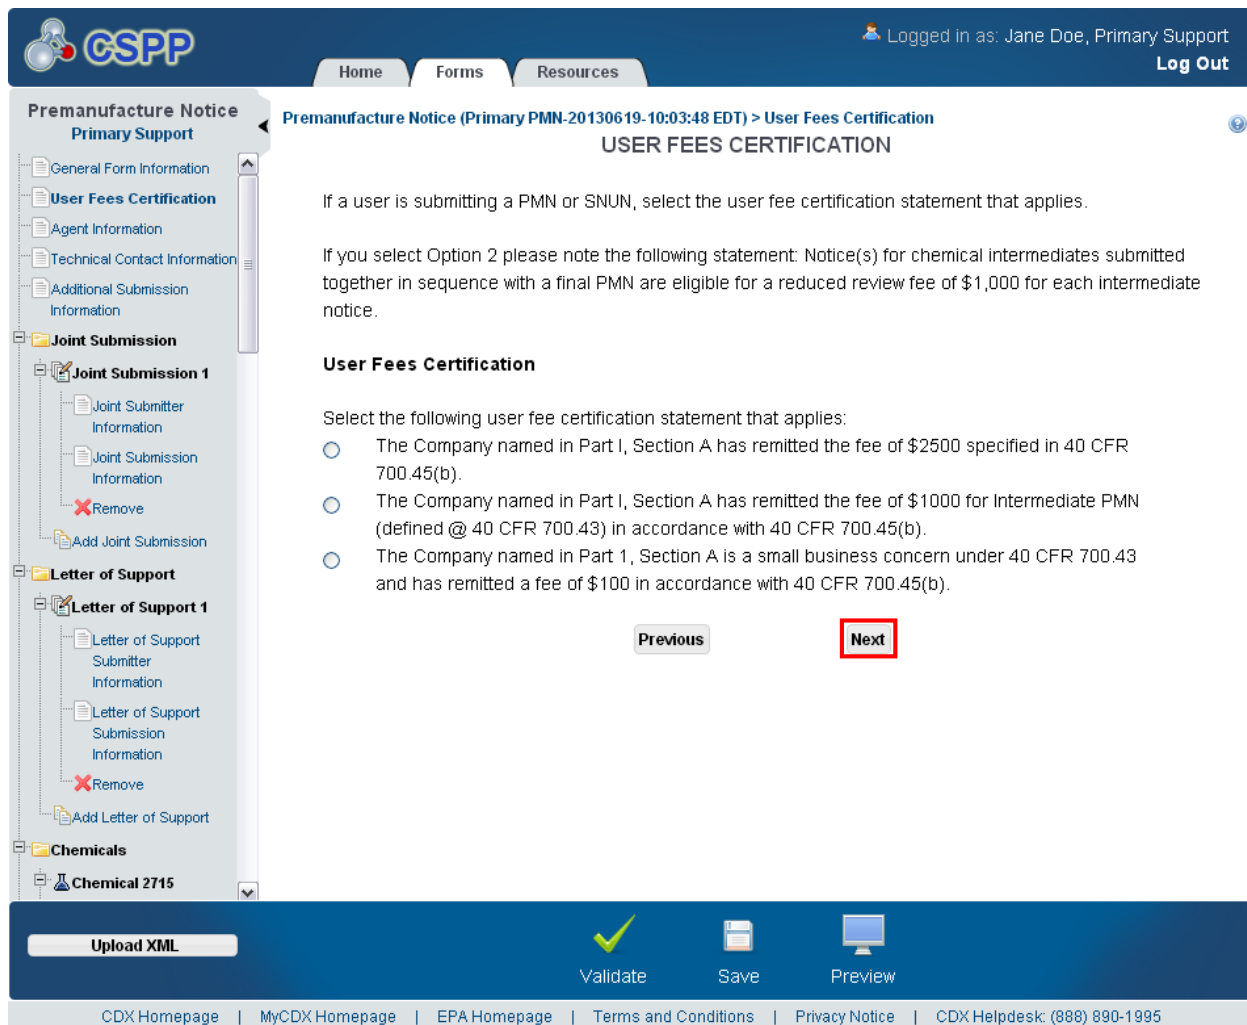 CSPP
Logged in as: Jane Doe, Primary Support
Log Out
Home
Forms
Resources
Premanufacture Notice
Primary Support
General Form Information
User Fees Certification
Agent Information
Technical Contact Information
Additional Submission
Information
Joint Submission
Joint Submission 1
Joint Submitter
Information
Joint Submission
Information
Remove
Add Joint Submission
Letter of Support
Letter of Support 1
Letter of Support
Submitter
Information
Letter of Support
Submission
Information
Remove
Add Letter of Support
Chemicals
Chemical 2715
Premanufacture Notice (Primary PMN-20130619-10:03:48 EDT) > User Fees Certification
USER FEES CERTIFICATION
If a user is submitting a PMN or SNUN, select the user fee certification statement that applies.
If you select Option 2 please note the following statement: Notice(s) for chemical intermediates submitted
together in sequence with a final PMN are eligible for a reduced review fee of $1,000 for each intermediate
notice.
User Fees Certification
Select the following user fee certification statement that applies:
The Company named in Part I, Section A has remitted the fee of $2500 specified in 40 CFR
700.45(b).
The Company named in Part I, Section A has remitted the fee of $1000 for Intermediate PMN
(defined @ 40 CFR 700.43) in accordance with 40 CFR 700.45(b).
The Company named in Part 1, Section A is a small business concern under 40 CFR 700.43
and has remitted a fee of $100 in accordance with 40 CFR 700.45(b).
Previous
Next
Upload XML
Validate
Save
Preview
CDX Homepage | MyCDX Homepage | EPA Homepage | Terms and Conditions | Privacy Notice | CDX Helpdesk: (888) 890-1995